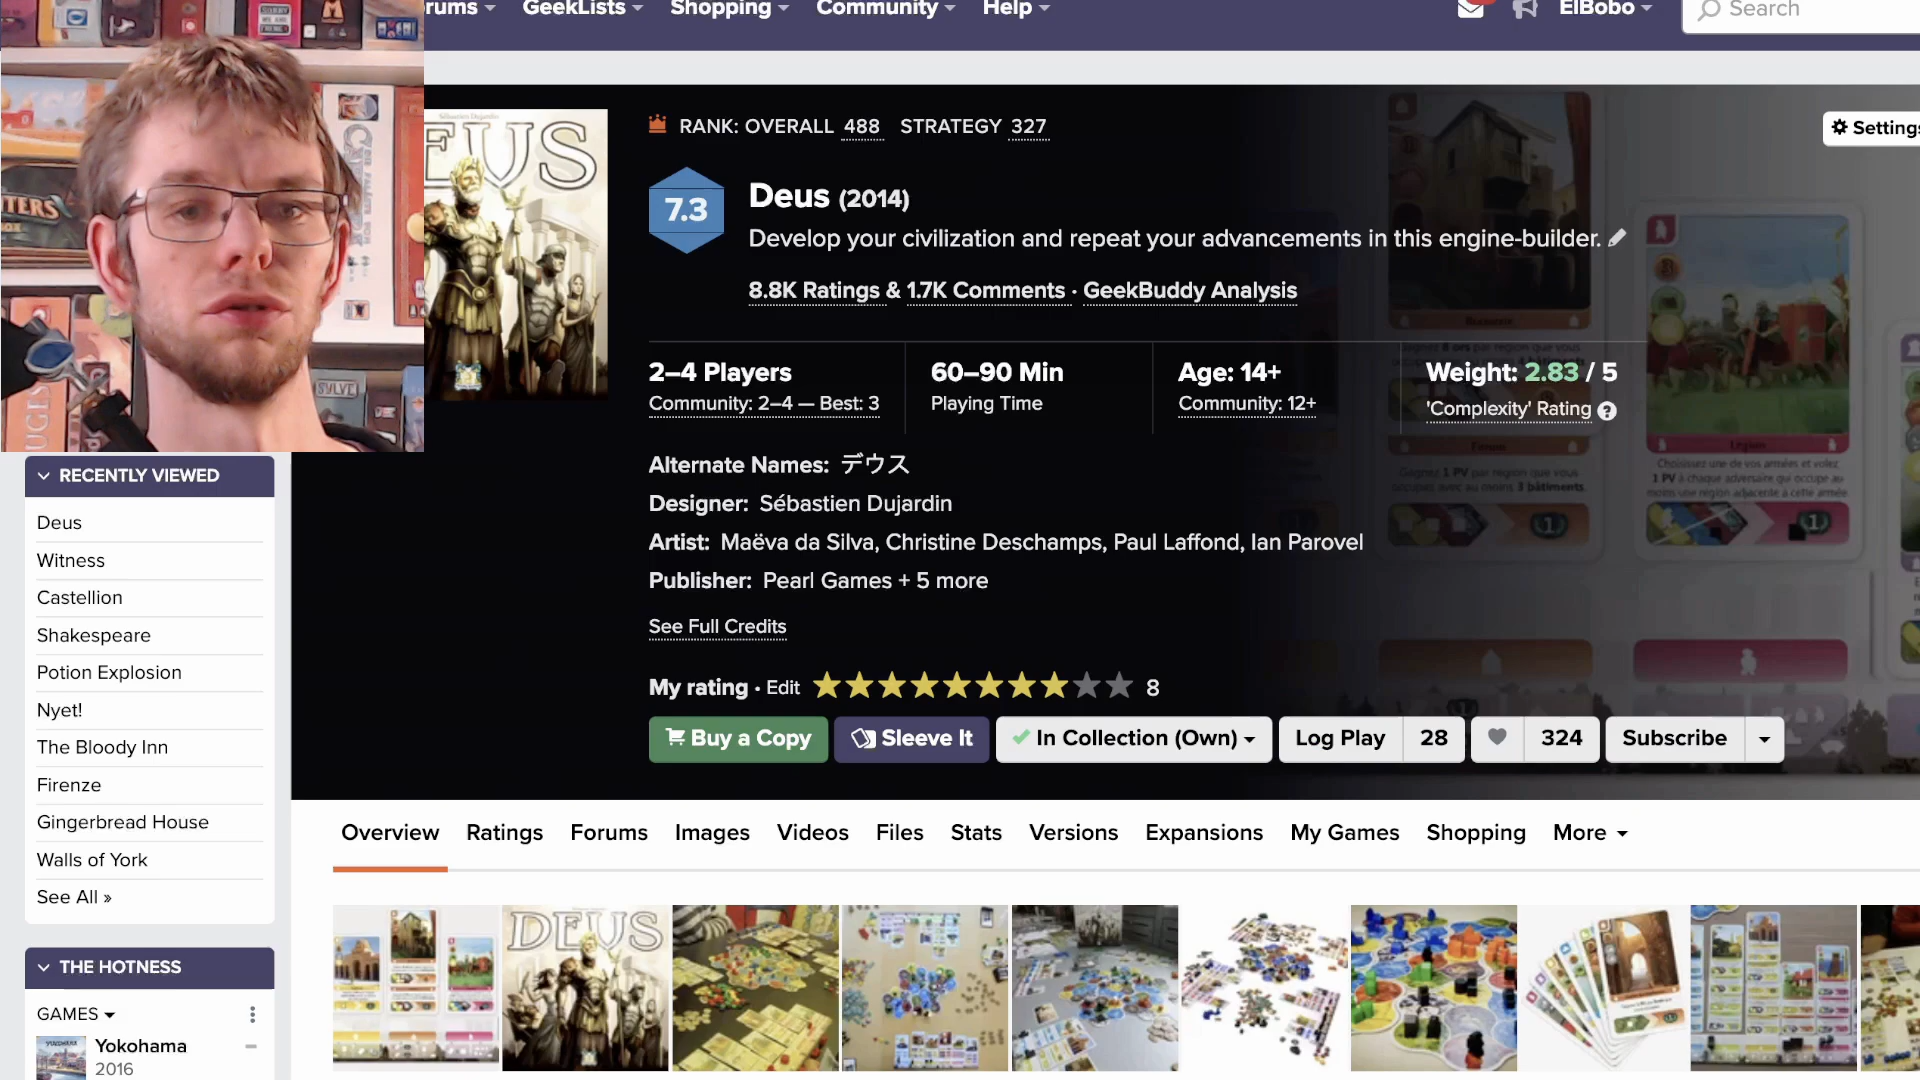 GeekLists
Shopping
Community
Help
ElBobo
Search
RANK: OVERALL 488 STRATEGY 327
Settings
7.3
Deus (2014)
Develop your civilization and repeat your advancements in this engine-builder.
8.8K Ratings & 1.7K Comments · GeekBuddy Analysis
2–4 Players
Community: 2–4 — Best: 3
60–90 Min
Playing Time
Age: 14+
Community: 12+
Weight: 2.83 / 5
'Complexity' Rating ?
Alternate Names: デウス
Designer: Sébastien Dujardin
Artist: Maëva da Silva, Christine Deschamps, Paul Laffond, Ian Parovel
Publisher: Pearl Games + 5 more
See Full Credits
My rating · Edit 8
Buy a Copy
Sleeve It
In Collection (Own)
Log Play 28
324
Subscribe
RECENTLY VIEWED
Deus
Witness
Castellion
Shakespeare
Potion Explosion
Nyet!
The Bloody Inn
Firenze
Gingerbread House
Walls of York
See All »
THE HOTNESS
GAMES
Yokohama
2016
Overview Ratings Forums Images Videos Files Stats Versions Expansions My Games Shopping More
DEUS